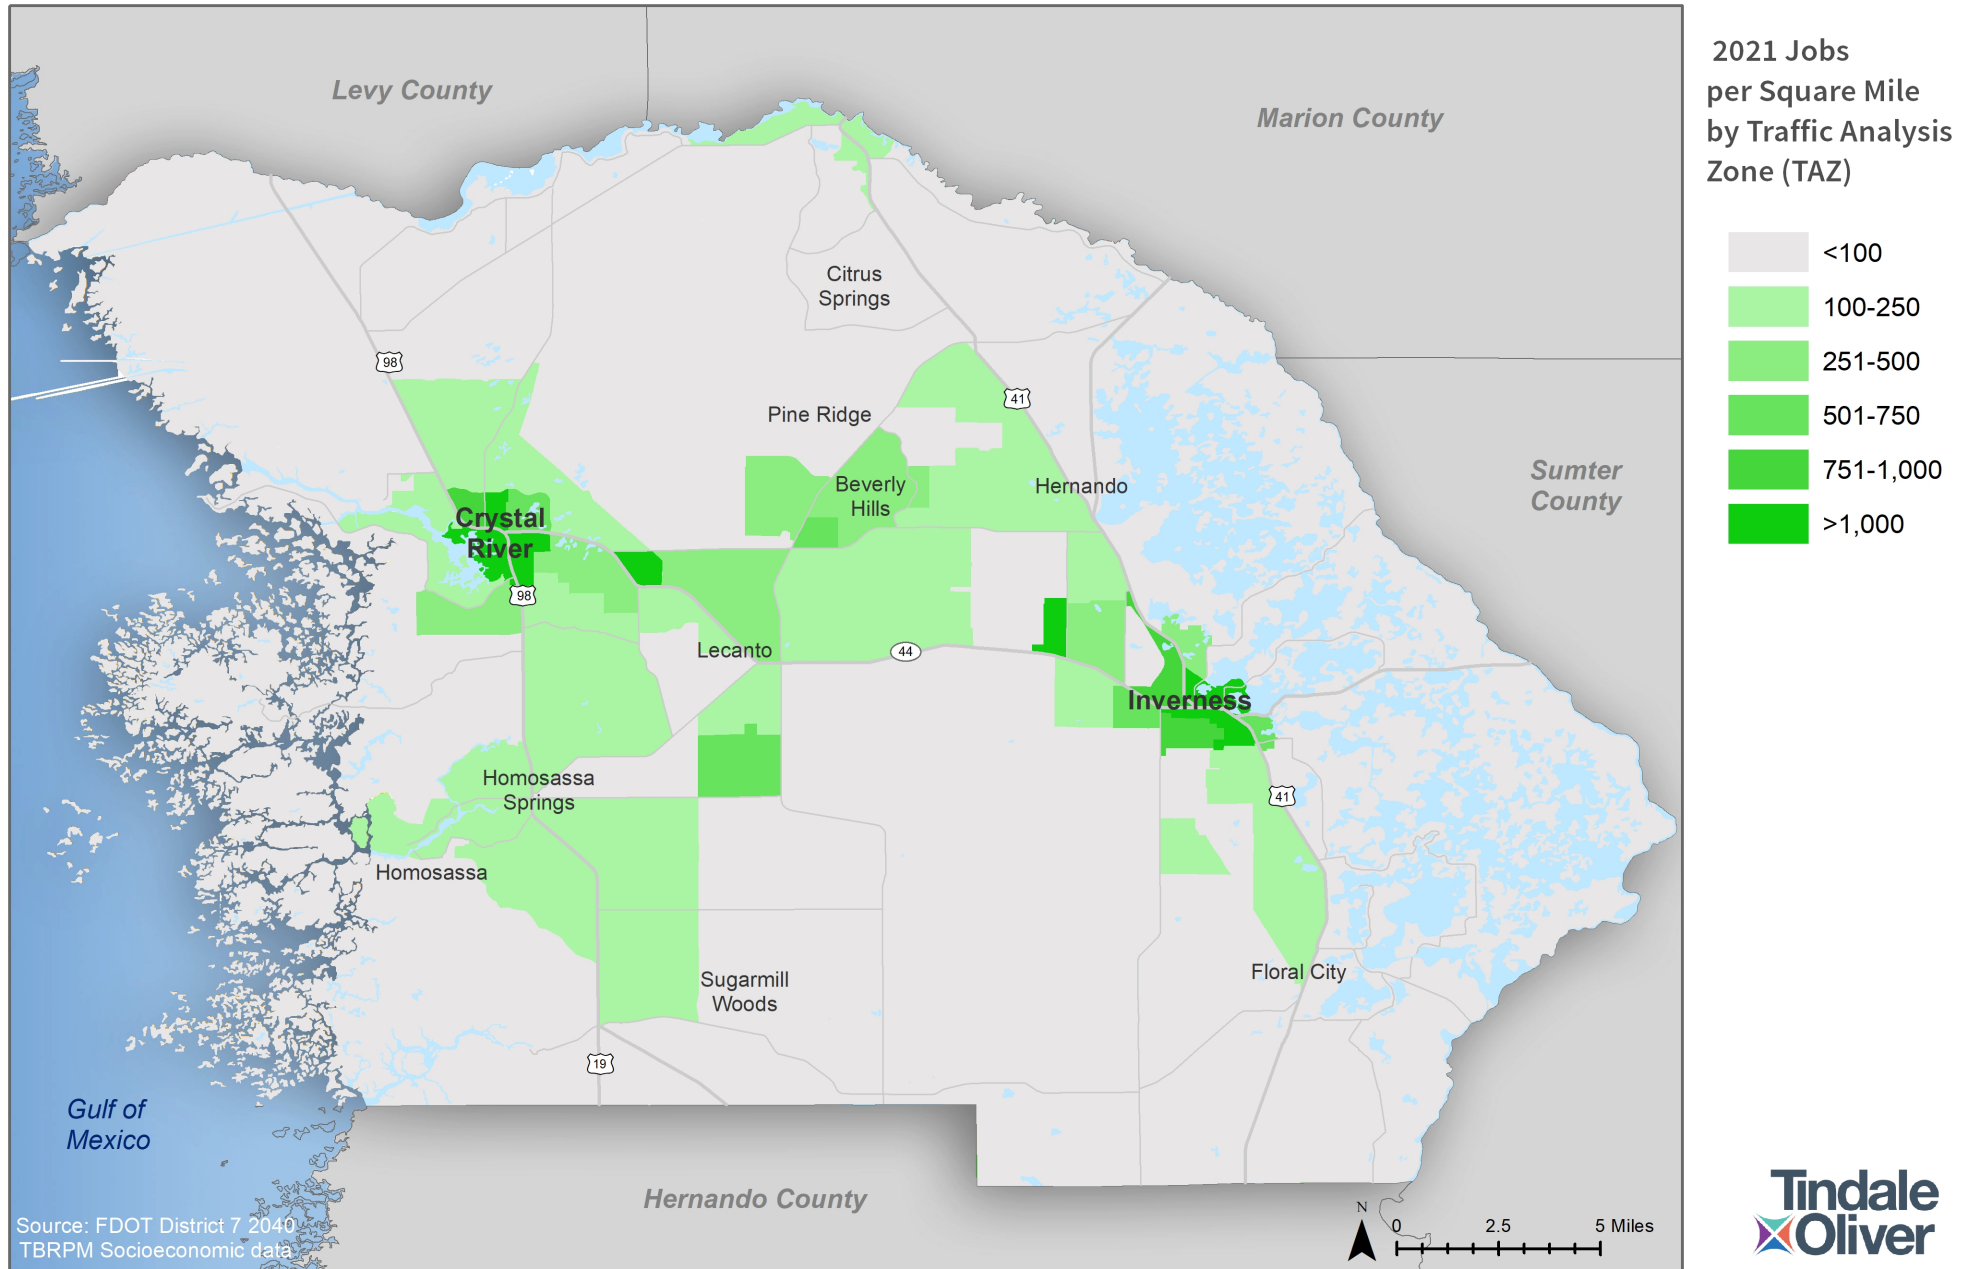 2021 Jobs
per Square Mile
by Traffic Analysis
Zone (TAZ)
<100
100-250
251-500
501-750
751-1,000
>1,000
Levy County
Marion County
Sumter
County
Hernando County
Gulf of
Mexico
Citrus
Springs
98
41
Pine Ridge
Beverly
Hills
Hernando
Crystal
River
98
Lecanto
44
Inverness
Homosassa
Springs
41
Homosassa
Floral City
Sugarmill
Woods
19
Source: FDOT District 7 2040
TBRPM Socioeconomic data
N
0 2.5 5 Miles
Tindale
Oliver